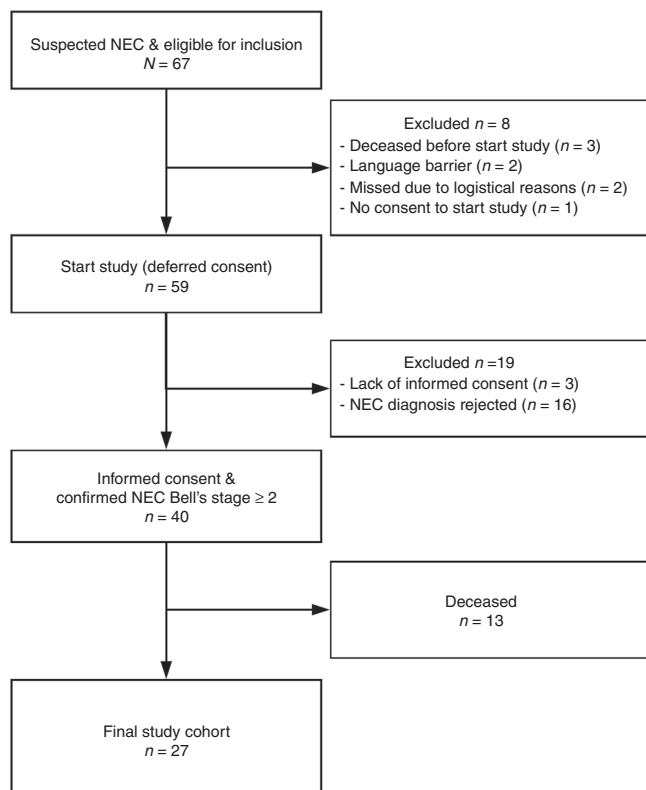 Suspected NEC & eligible for inclusion
N = 67
Excluded n = 8
- Deceased before start study (n = 3)
- Language barrier (n = 2)
- Missed due to logistical reasons (n = 2)
- No consent to start study (n = 1)
Start study (deferred consent)
n = 59
Excluded n =19
- Lack of informed consent (n = 3)
- NEC diagnosis rejected (n = 16)
Informed consent &
confirmed NEC Bell's stage ≥ 2
n = 40
Deceased
n = 13
Final study cohort
n = 27